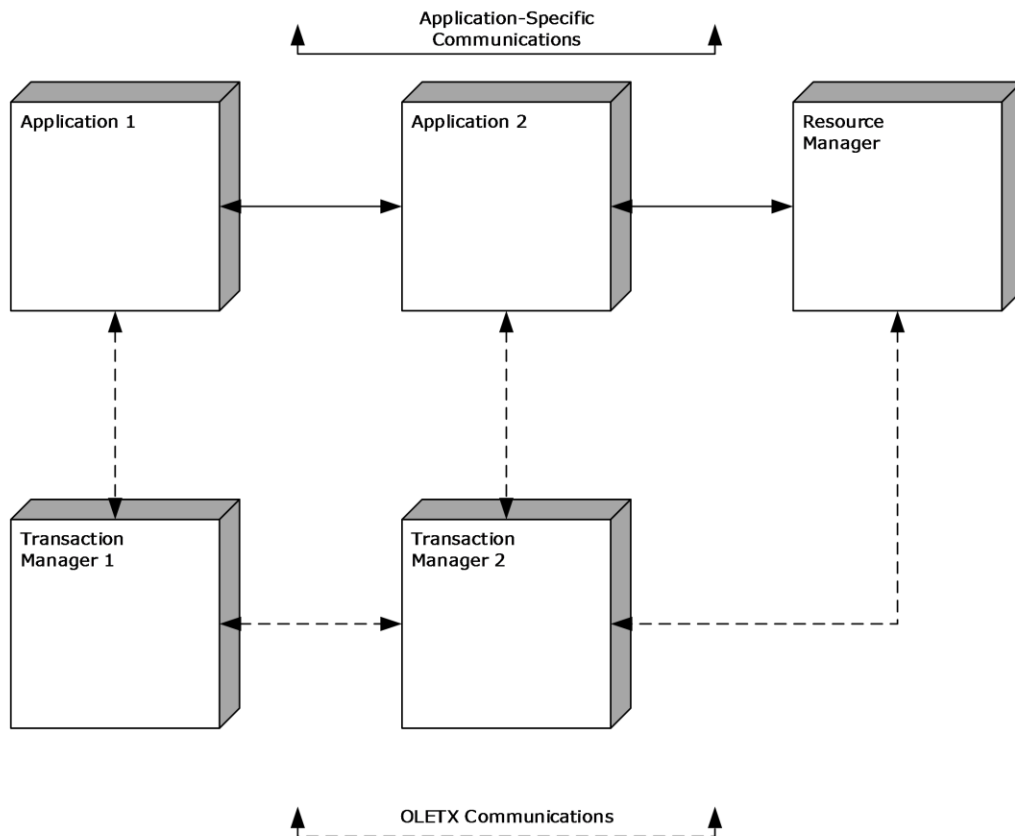 Application-Specific
Communications
Application 1
Application 2
Resource
Manager
Transaction
Manager 1
Transaction
Manager 2
OLETX Communications